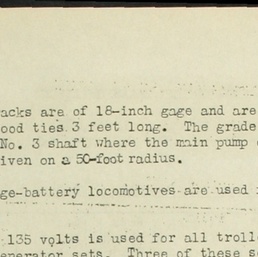 acks are of 18-inch gage and are
ood ties 3 feet long. The grade
No. 3 shaft where the main pump
iven on a 50-foot radius.
ge-battery locomotives are used
135 volts is used for all troll
enerator sets. Three of these s